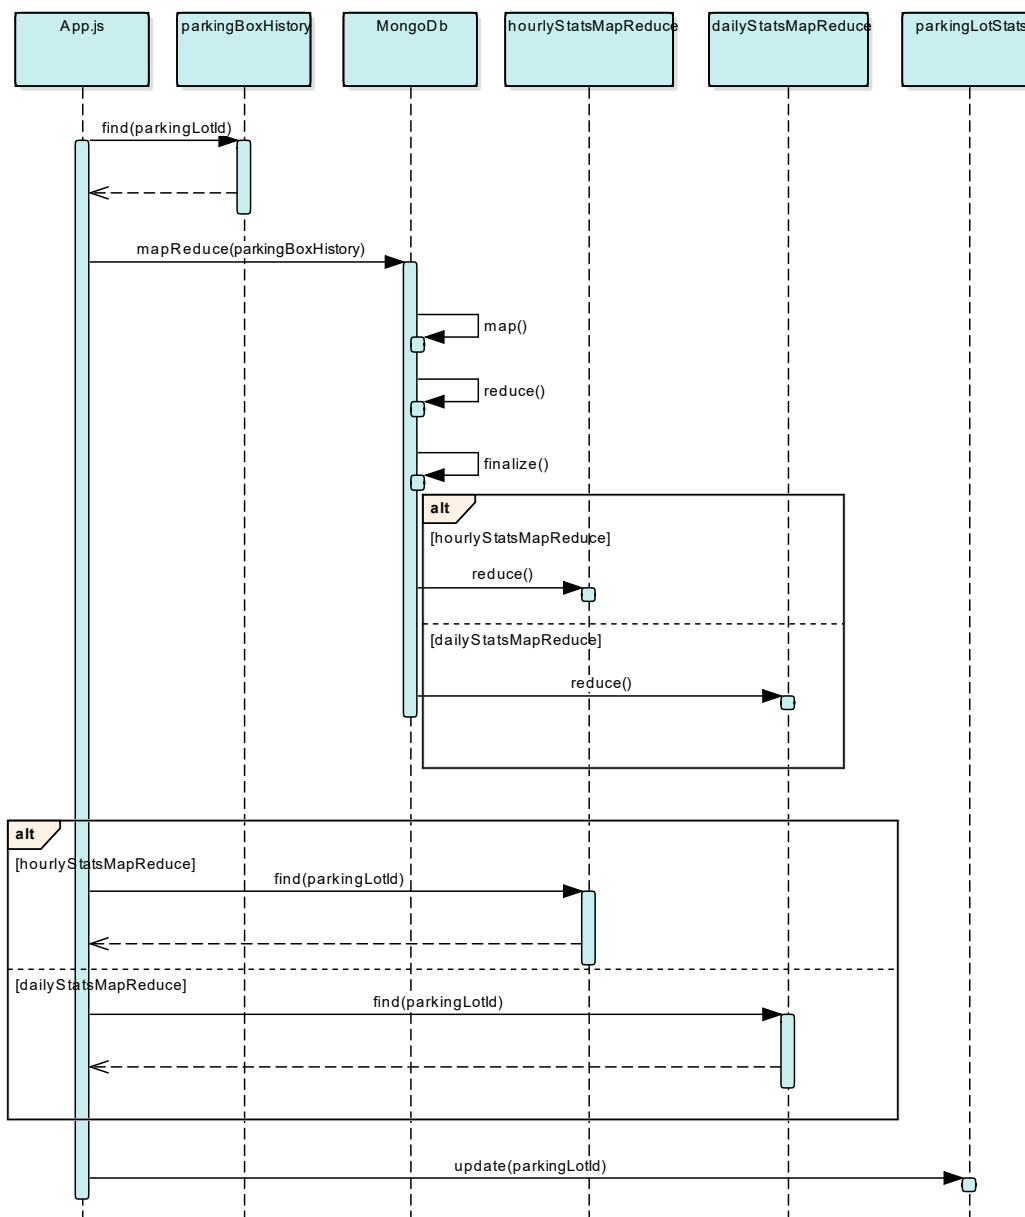 App.js
parkingBoxHistory
MongoDb
hourlyStatsMapReduce
dailyStatsMapReduce
parkingLotStats
find(parkingLotId)
mapReduce(parkingBoxHistory)
map()
reduce()
finalize()
alt
[hourlyStatsMapReduce]
reduce()
[dailyStatsMapReduce]
reduce()
alt
[hourlyStatsMapReduce]
find(parkingLotId)
[dailyStatsMapReduce]
find(parkingLotId)
update(parkingLotId)